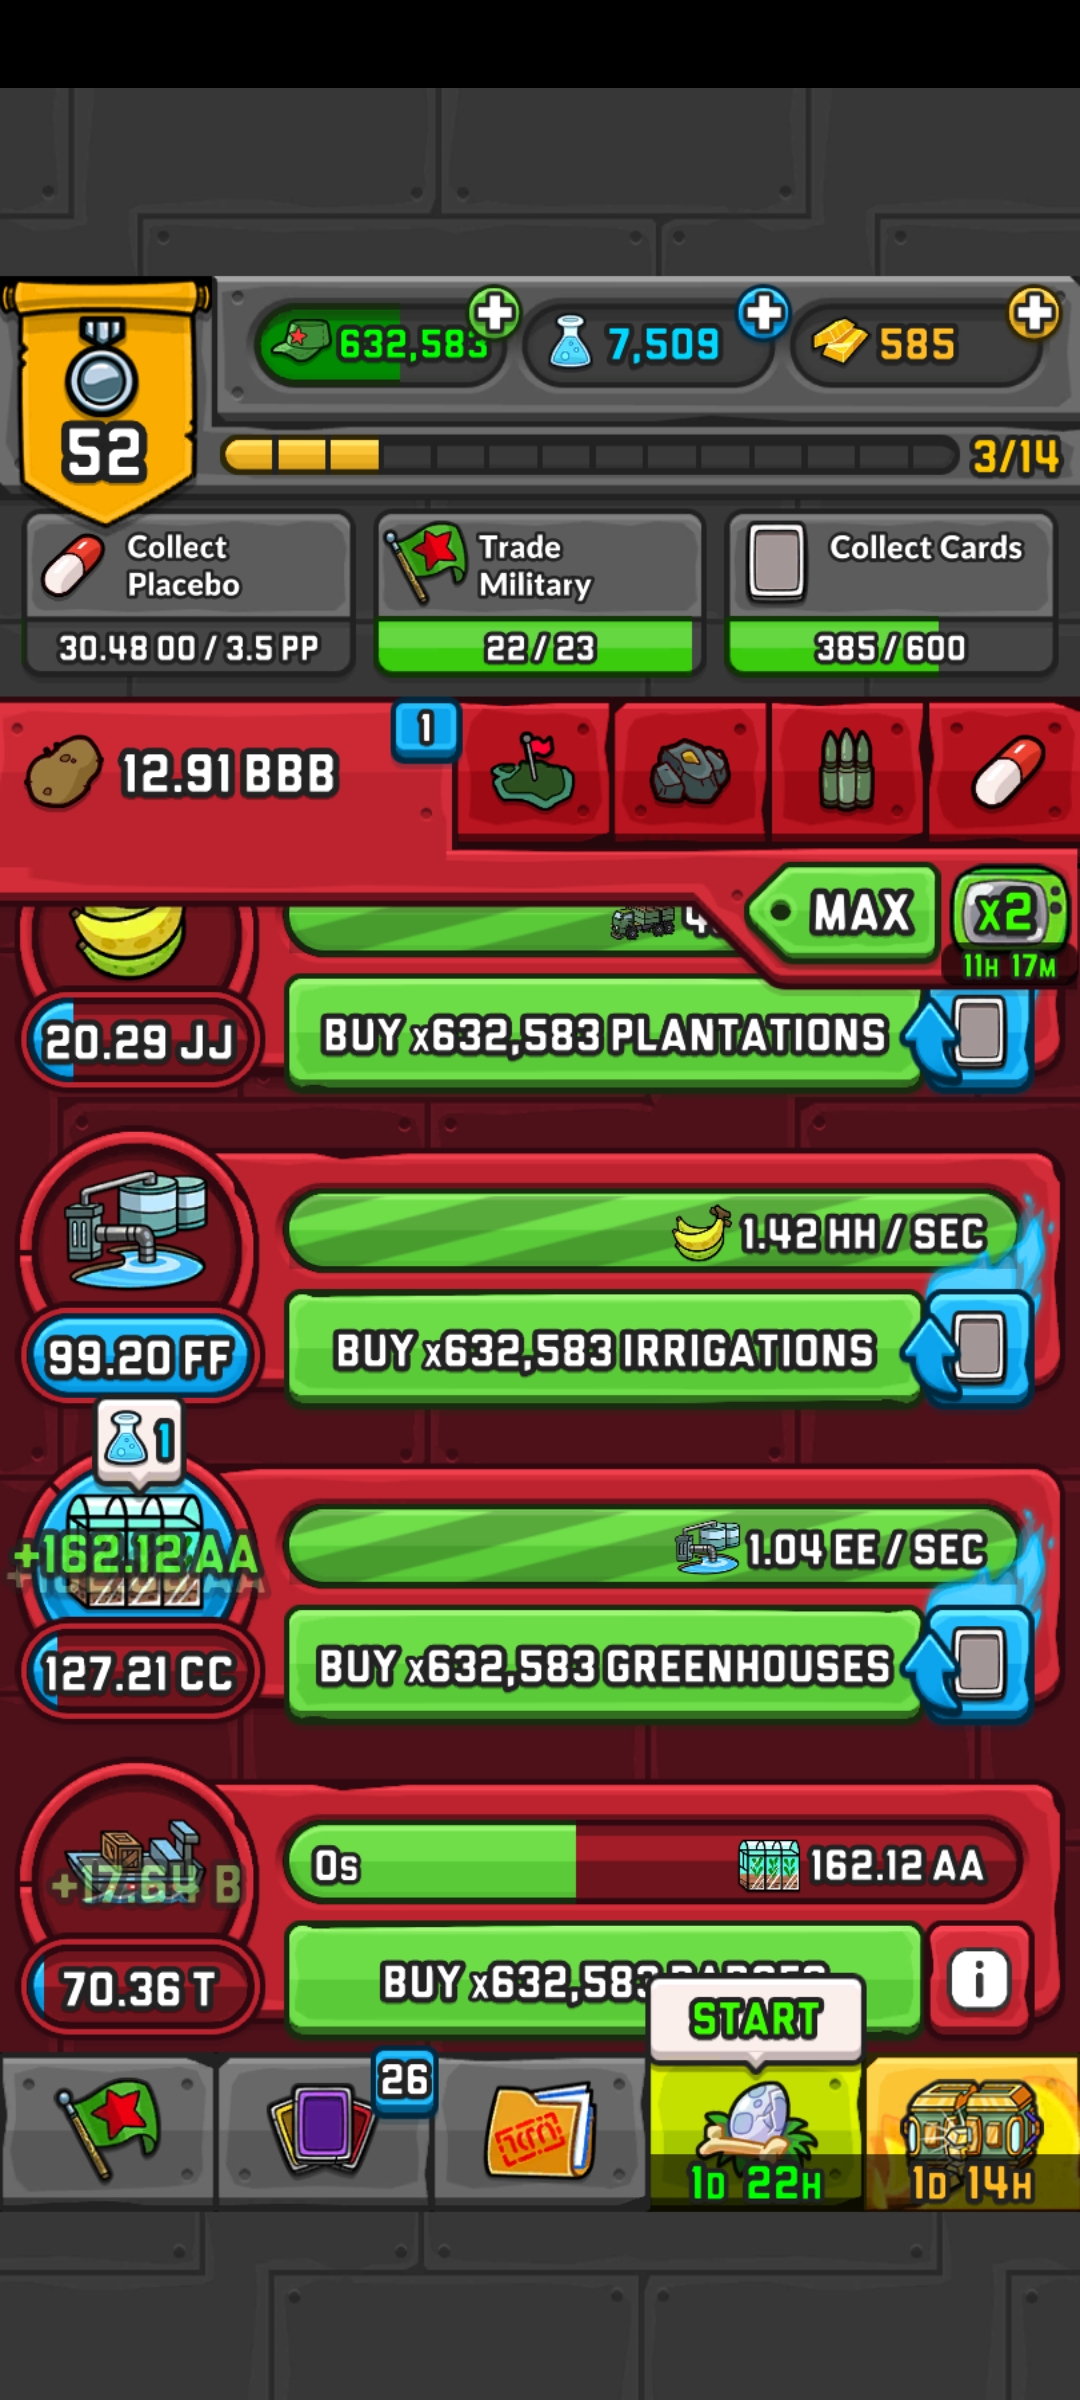 632,583
7,509
585
52
3/14
Collect
Placebo
30.48 OO / 3.5 PP
Trade
Military
22 / 23
Collect Cards
385 / 600
12.91 BBB
1
MAX
x2
11H 17M
20.29 JJ
BUY x632,583 PLANTATIONS
1.42 HH / SEC
99.20 FF
BUY x632,583 IRRIGATIONS
1
+162.12 AA
1.04 EE / SEC
127.21 CC
BUY x632,583 GREENHOUSES
+17.64 B
0s
162.12 AA
70.36 T
BUY x632,583
i
START
26
1D 22H
1D 14H